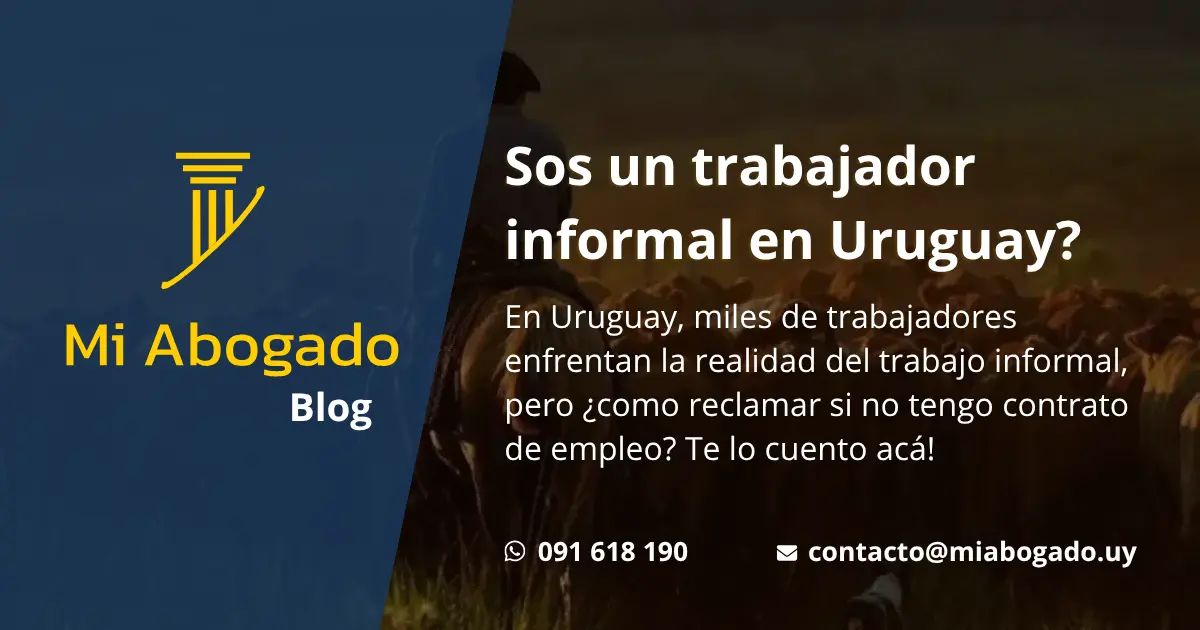 Mi Abogado
Blog
Sos un trabajador
informal en Uruguay?
En Uruguay, miles de trabajadores
enfrentan la realidad del trabajo informal,
pero ¿como reclamar si no tengo contrato
de empleo? Te lo cuento acá!
091 618 190
contacto@miabogado.uy